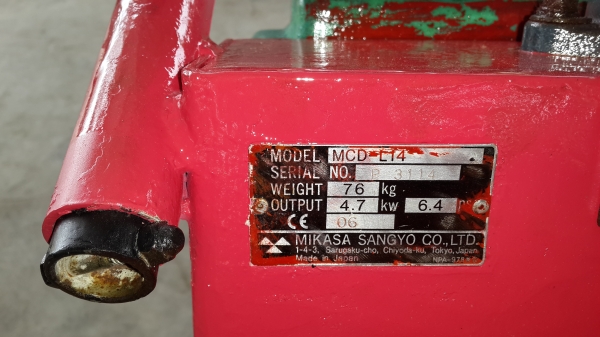 MODEL MCD-L14
SERIAL NO. P 3114
WEIGHT 76 kg
OUTPUT 4.7 kw 6.4
CE 06
MIKASA SANGYO CO., LTD.
1-4-3, Sarugaku-cho, Chiyoda-ku, Tokyo, Japan
Made in Japan